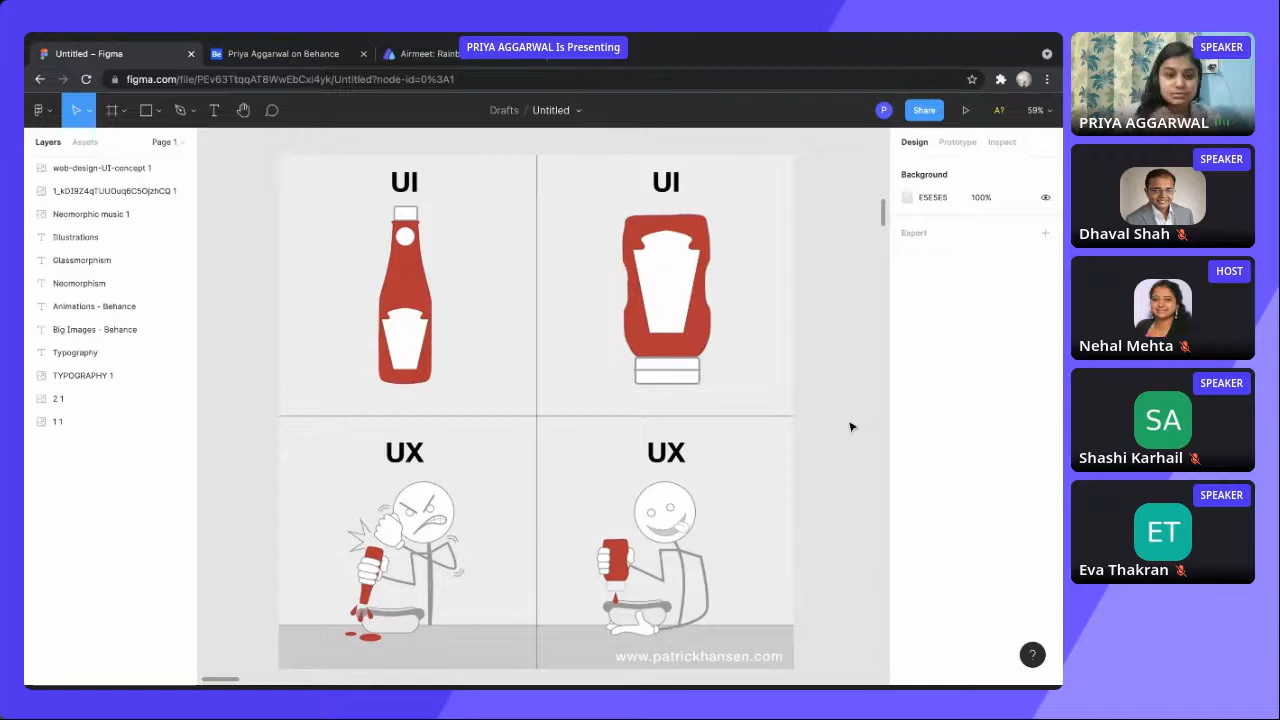 PRIYA AGGARWAL Is Presenting
Untitled – Figma
Priya Aggarwal on Behance
Airmeet: Rainb
figma.com/file/PEv63TtqqAT8WwEbCxi4yk/Untitled?node-id=0%3A1
Drafts / Untitled
P
Share
A?
59%
Layers
Assets
Page 1
web-design-UI-concept 1
1_kDI9Z4qTUU0uq6C5OjzhCQ 1
Neomorphic music 1
Illustrations
Glassmorphism
Neomorphism
Animations - Behance
Big Images - Behance
Typography
TYPOGRAPHY 1
2 1
1 1
UI
UI
UX
UX
www.patrickhansen.com
Design
Prototype
Inspect
Background
E5E5E5
100%
Export
?
SPEAKER
PRIYA AGGARWAL
SPEAKER
Dhaval Shah
HOST
Nehal Mehta
SPEAKER
SA
Shashi Karhail
SPEAKER
ET
Eva Thakran